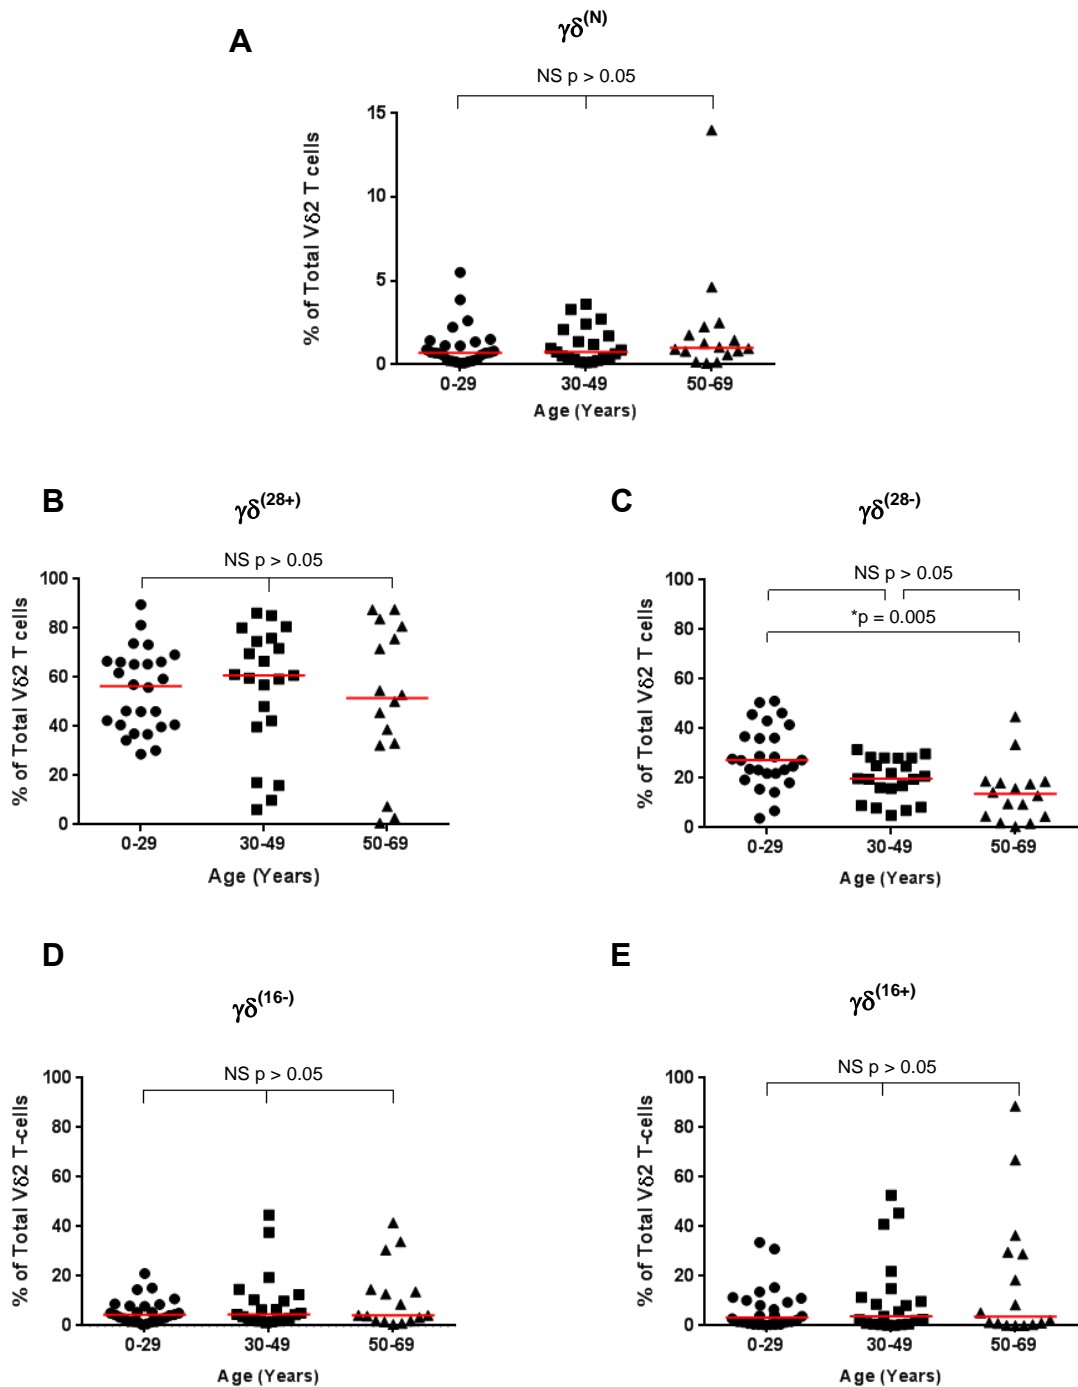 A
γδ(N)
NS p > 0.05
% of Total Vδ2 T cells
15
10
5
0
0-29
30-49
50-69
Age (Years)
B
γδ(28+)
NS p > 0.05
% of Total Vδ2 T cells
100
80
60
40
20
0
0-29
30-49
50-69
Age (Years)
C
γδ(28-)
NS p > 0.05
*p = 0.005
% of Total Vδ2 T cells
100
80
60
40
20
0
0-29
30-49
50-69
Age (Years)
D
γδ(16-)
NS p > 0.05
% of Total Vδ2 T-cells
100
80
60
40
20
0
0-29
30-49
50-69
Age (Years)
E
γδ(16+)
NS p > 0.05
% of Total Vδ2 T-cells
100
80
60
40
20
0
0-29
30-49
50-69
Age (Years)